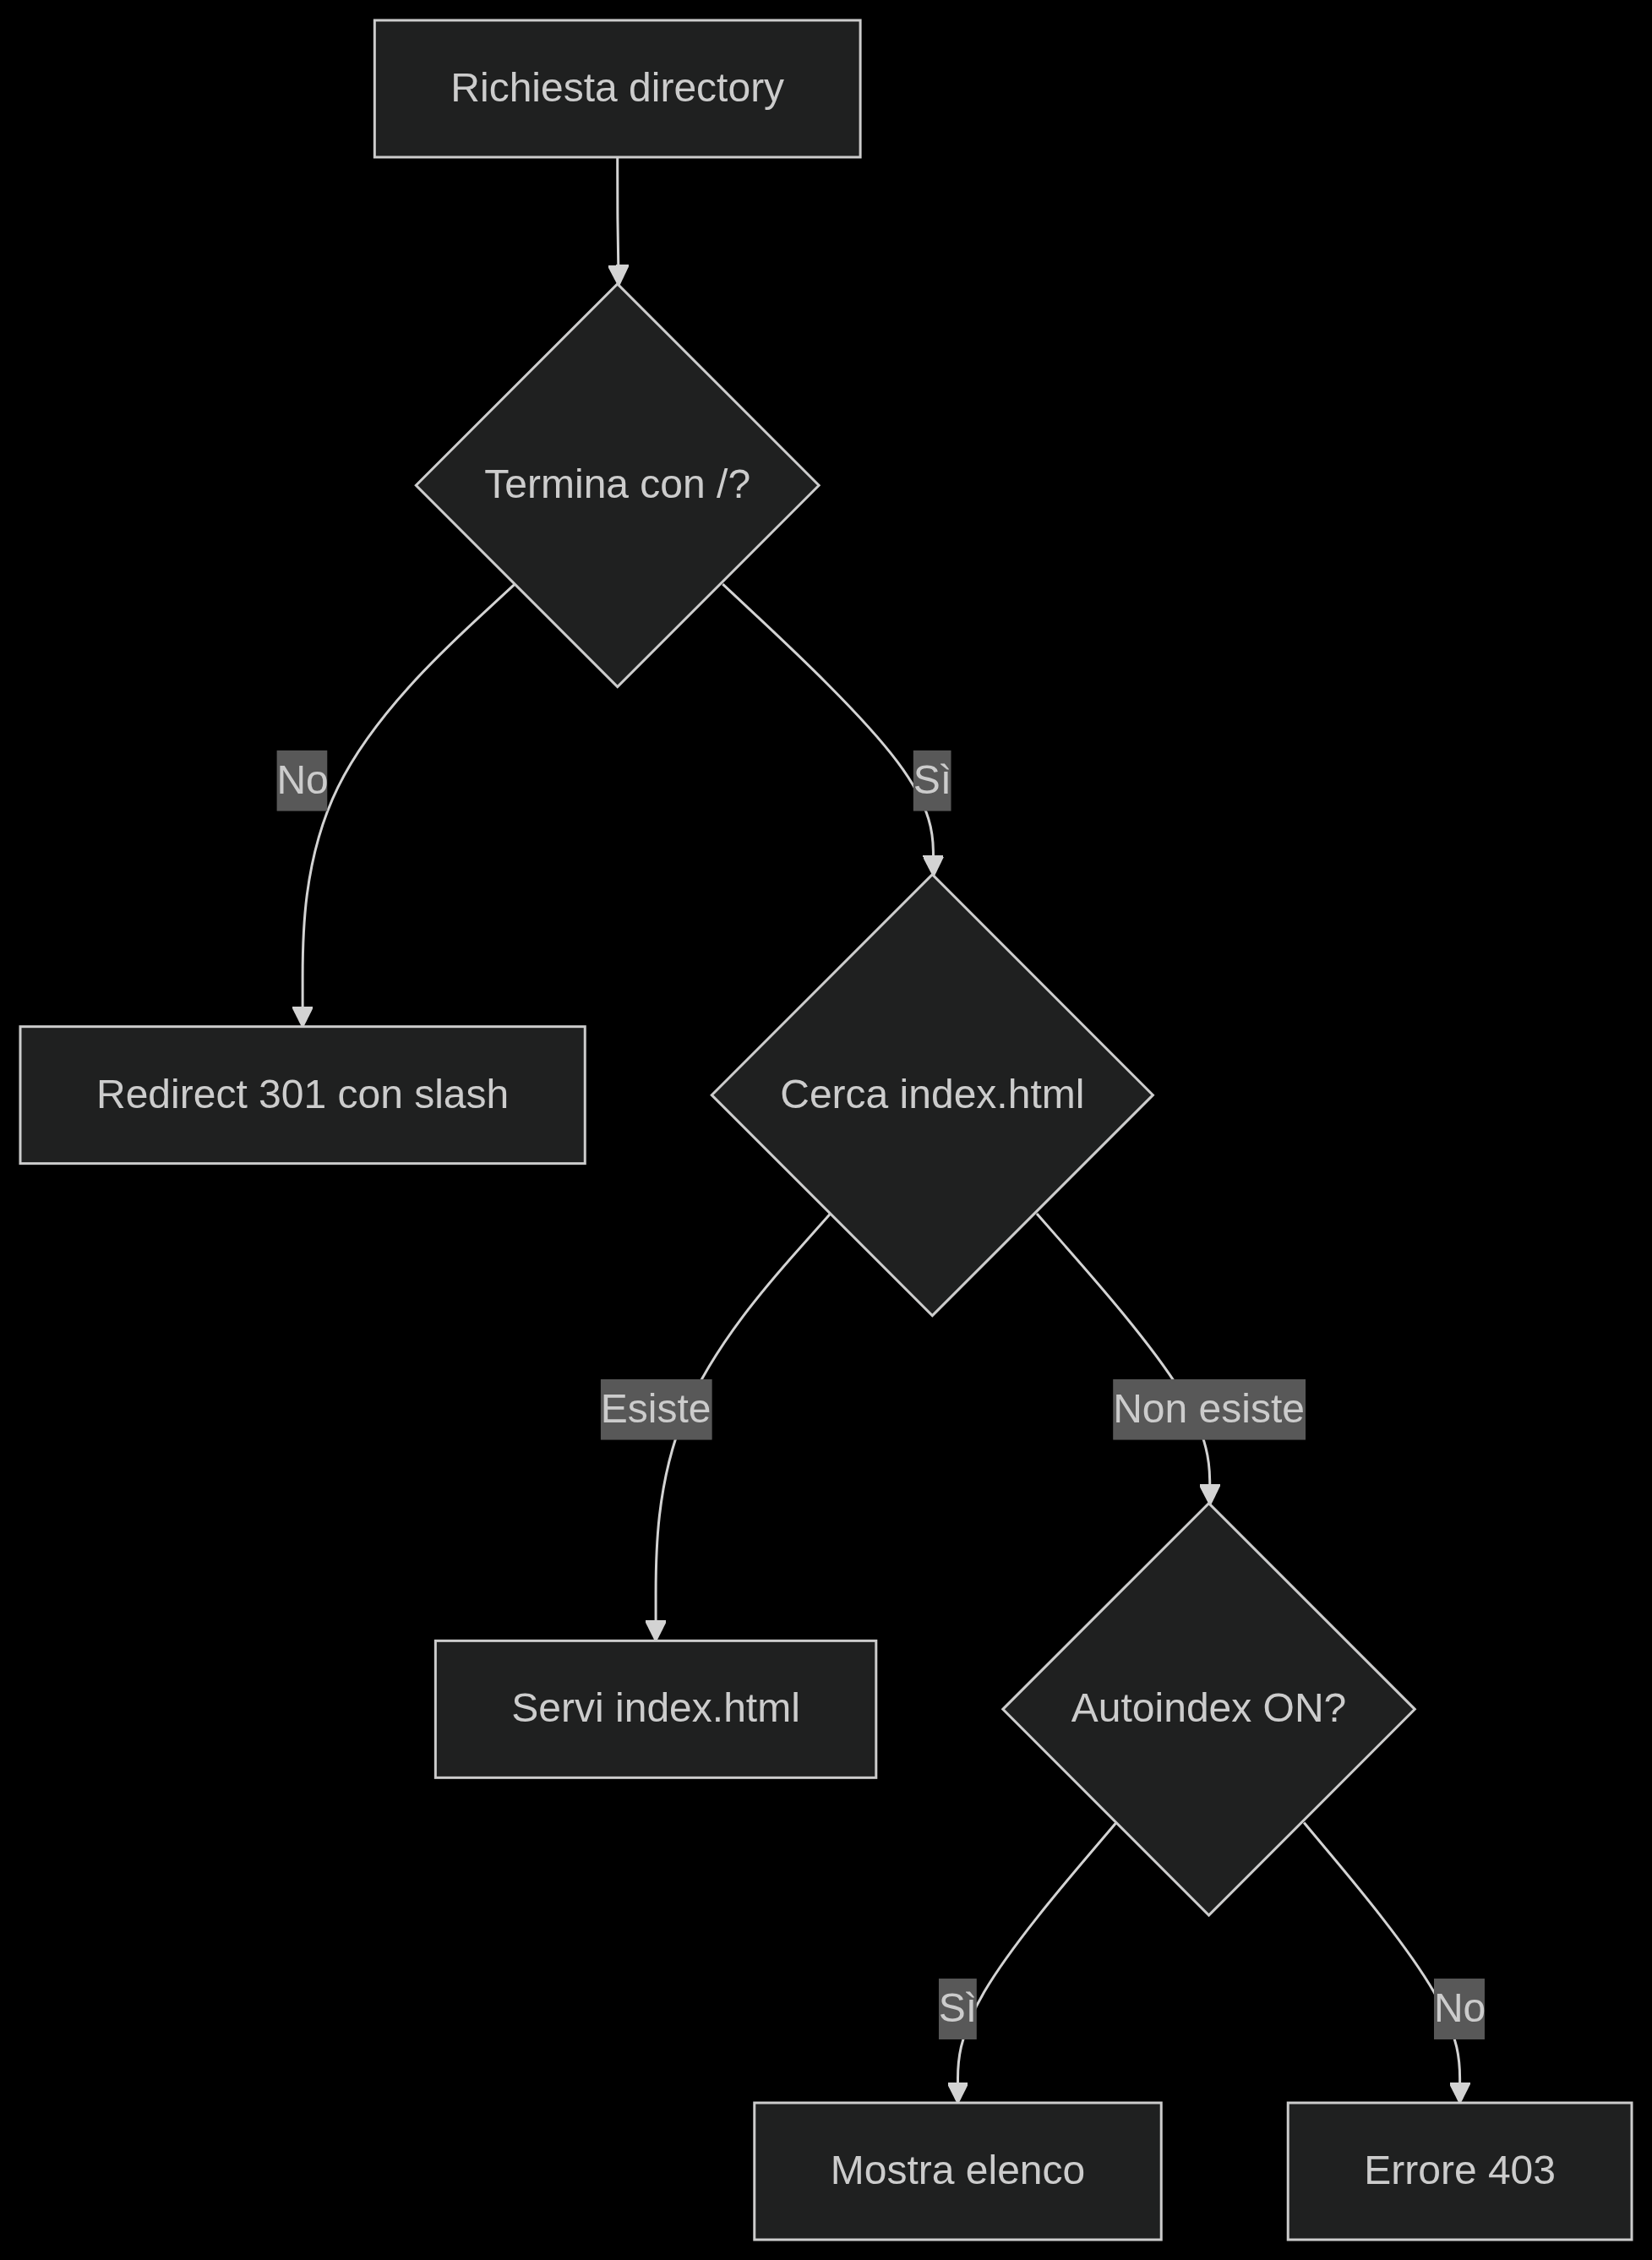 Richiesta directory
Termina con /?
No
Sì
Redirect 301 con slash
Cerca index.html
Esiste
Non esiste
Servi index.html
Autoindex ON?
Sì
No
Mostra elenco
Errore 403